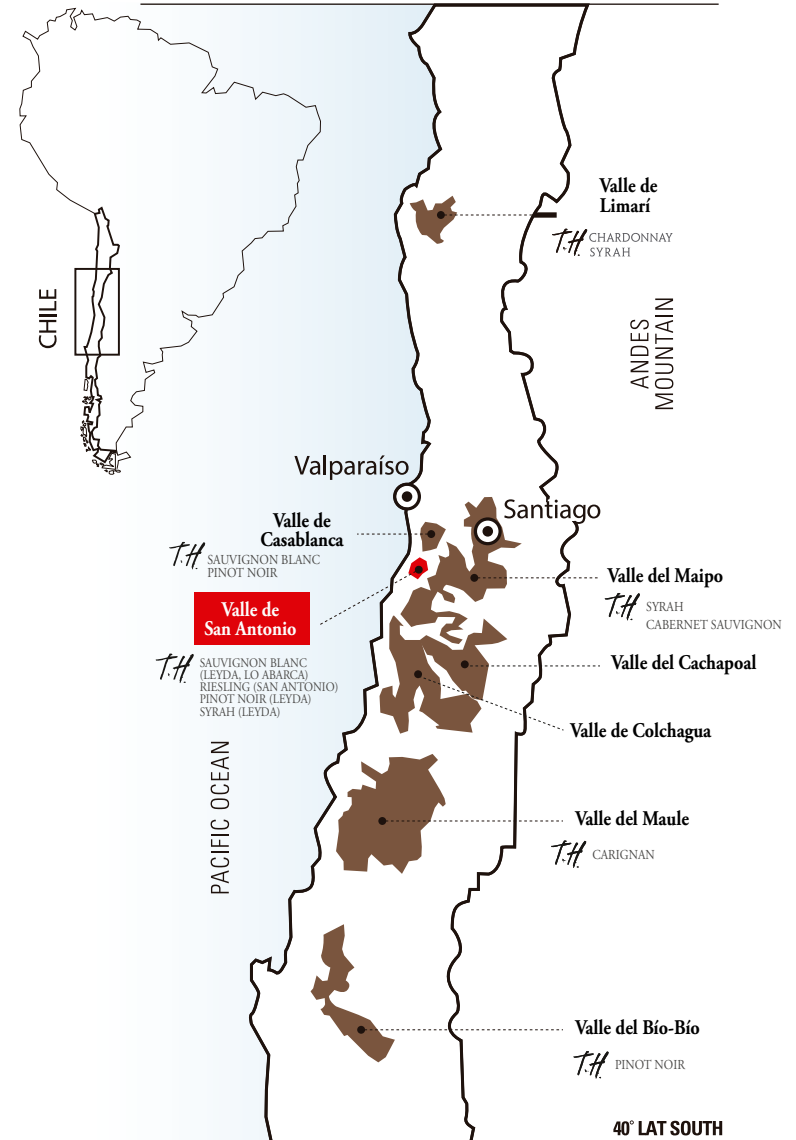 CHILE
Valle de
Limarí
T.H. CHARDONNAY
SYRAH
ANDES
MOUNTAIN
Valparaíso
Santiago
Valle de
Casablanca
T.H. SAUVIGNON BLANC
PINOT NOIR
Valle de
San Antonio
T.H. SAUVIGNON BLANC
(LEYDA, LO ABARCA)
RIESLING (SAN ANTONIO)
PINOT NOIR (LEYDA)
SYRAH (LEYDA)
Valle del Maipo
T.H. SYRAH
CABERNET SAUVIGNON
Valle del Cachapoal
Valle de Colchagua
PACIFIC OCEAN
Valle del Maule
T.H. CARIGNAN
Valle del Bío-Bío
T.H. PINOT NOIR
40° LAT SOUTH